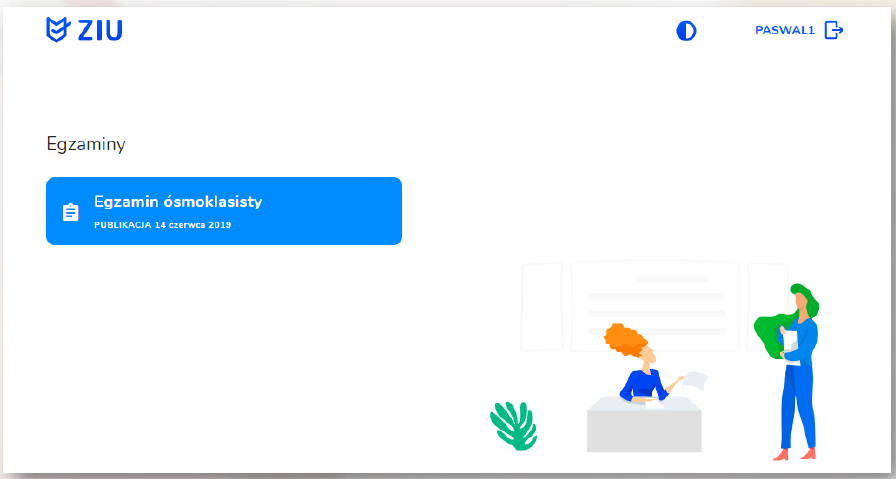 ZIU
PASWAL1
Egzaminy
Egzamin ósmoklasisty
PUBLIKACJA 14 czerwca 2019